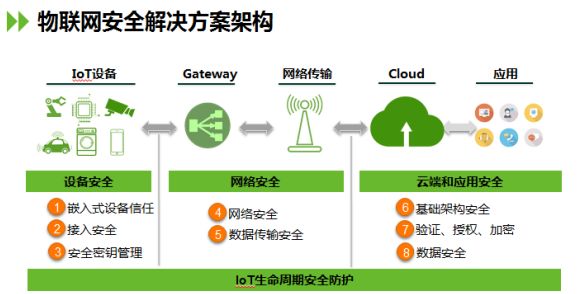 物联网安全解决方案架构
IoT设备
Gateway
网络传输
Cloud
应用
设备安全
网络安全
云端和应用安全
1 嵌入式设备信任
2 接入安全
3 安全密钥管理
4 网络安全
5 数据传输安全
6 基础架构安全
7 验证、授权、加密
8 数据安全
IoT生命周期安全防护